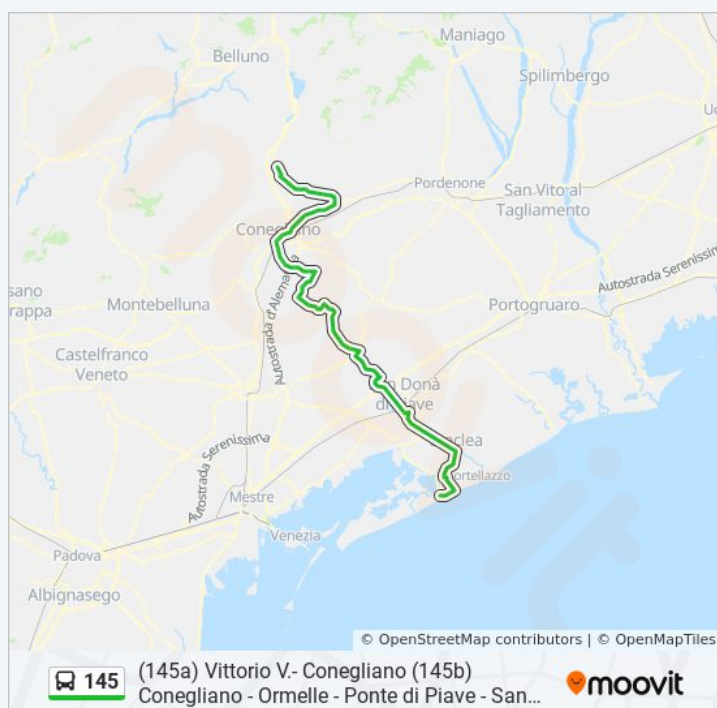 Maniago
Belluno
Spilimbergo
Pordenone
San Vito al
Tagliamento
Conegliano
Autostrada Serenissima
Portogruaro
Montebelluna
Autostrada d'Alemagna
Castelfranco
Veneto
Donà
Autostrada Serenissima
Mestre
Venezia
Padova
Albignasego
© OpenStreetMap contributors | © OpenMapTiles
145
(145a) Vittorio V.- Conegliano (145b)
Conegliano - Ormelle - Ponte di Piave - San...
moovit